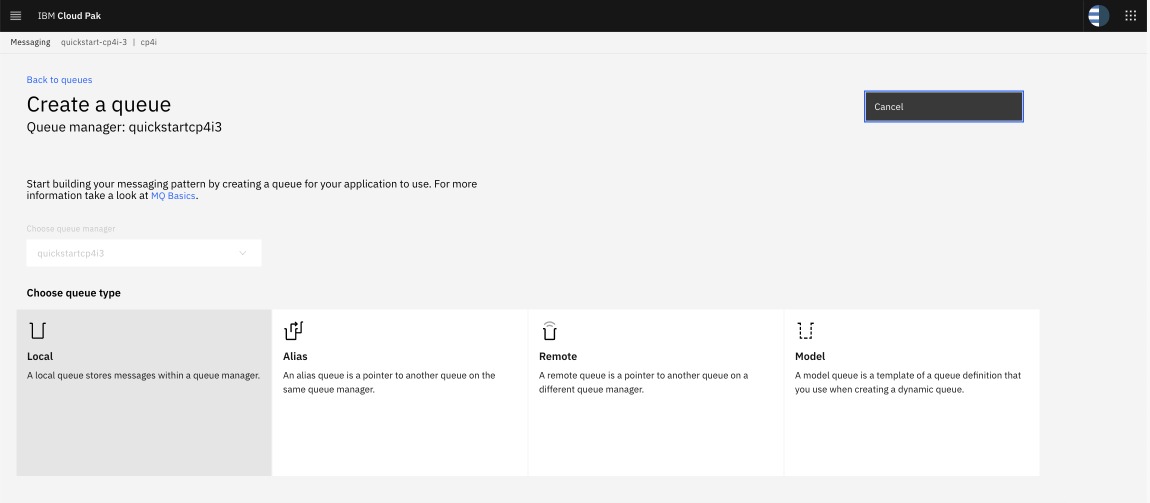 IBM Cloud Pak
Messaging quickstart-cp4i-3 | cp4i
Back to queues
Create a queue
Cancel
Queue manager: quickstartcp4i3
Start building your messaging pattern by creating a queue for your application to use. For more
information take a look at MQ Basics.
Choose queue manager
quickstartcp4i3
Choose queue type
Local
A local queue stores messages within a queue manager.
Alias
An alias queue is a pointer to another queue on the
same queue manager.
Remote
A remote queue is a pointer to another queue on a
different queue manager.
Model
A model queue is a template of a queue definition that
you use when creating a dynamic queue.